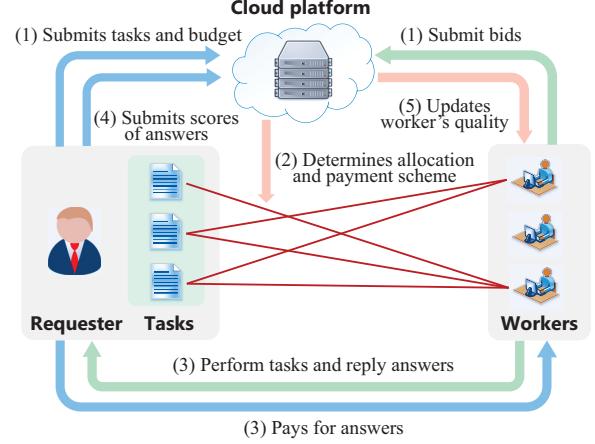 Cloud platform
(1) Submits tasks and budget
(1) Submit bids
(4) Submits scores
of answers
(5) Updates
worker's quality
(2) Determines allocation
and payment scheme
Requester
Tasks
Workers
(3) Perform tasks and reply answers
(3) Pays for answers